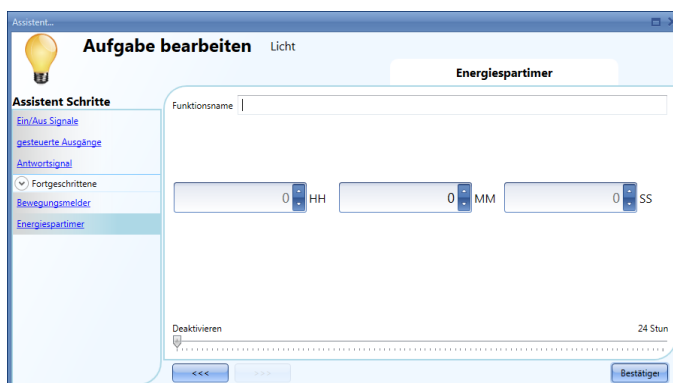 Assistent...
Aufgabe bearbeiten Licht
Energiespartimer
Assistent Schritte
Ein/Aus Signale
gesteuerte Ausgänge
Antwortsignal
Fortgeschrittene
Bewegungsmelder
Energiespartimer
Funktionsname
0 HH 0 MM 0 SS
Deaktivieren 24 Stun
<<< >>> Bestätiger